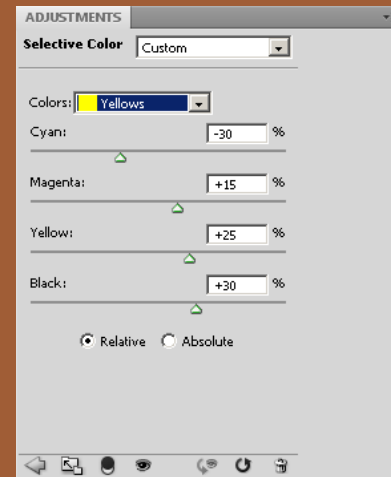 ADJUSTMENTS
Selective Color Custom
Colors: Yellows
Cyan: -30 %
Magenta: +15 %
Yellow: +25 %
Black: +30 %
Relative Absolute